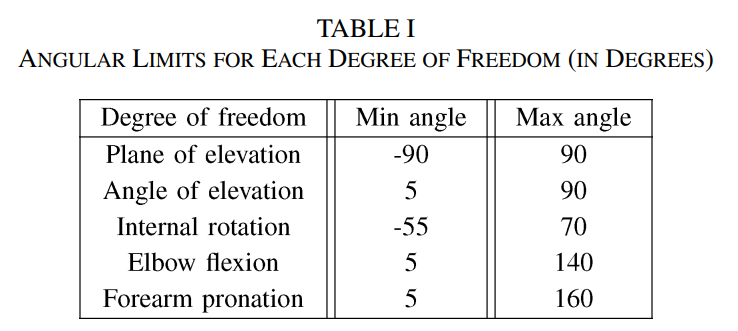 TABLE I
ANGULAR LIMITS FOR EACH DEGREE OF FREEDOM (IN DEGREES)
Degree of freedom Min angle Max angle
Plane of elevation -90 90
Angle of elevation 5 90
Internal rotation -55 70
Elbow flexion 5 140
Forearm pronation 5 160